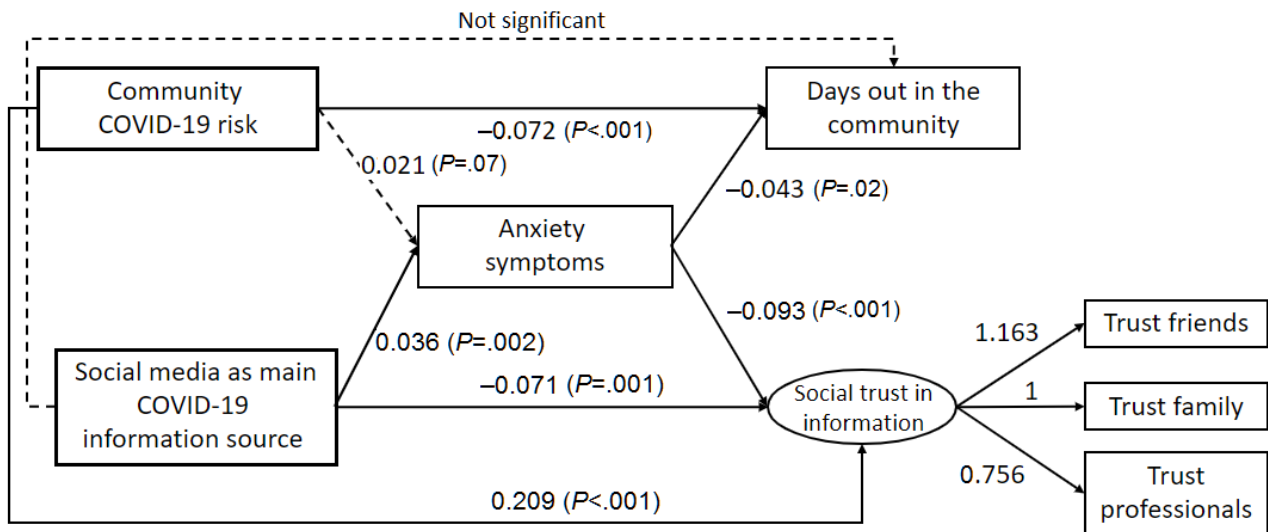 Not significant
Community
COVID-19 risk
Days out in the
community
–0.072 (P<.001)
0.021 (P=.07)
–0.043 (P=.02)
Anxiety
symptoms
–0.093 (P<.001)
0.036 (P=.002)
–0.071 (P=.001)
Social media as main
COVID-19
information source
Social trust in
information
1.163
1
0.756
Trust friends
Trust family
Trust
professionals
0.209 (P<.001)